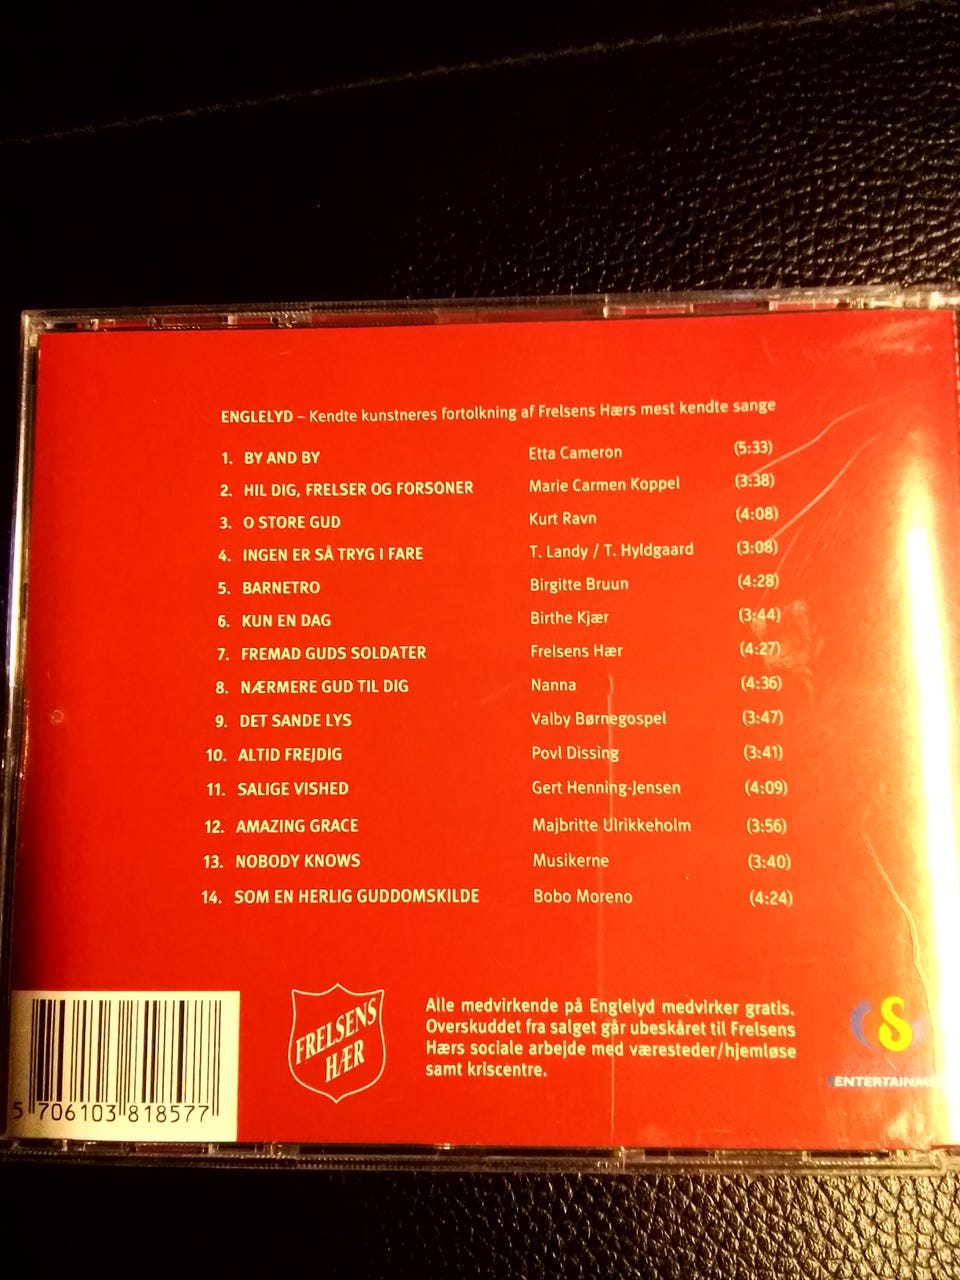 ENGLELYD – Kendte kunstneres fortolkning af Frelsens Hærs mest kendte sange
1. BY AND BY Etta Cameron (5:33)
2. HIL DIG, FRELSER OG FORSONER Marie Carmen Koppel (3:38)
3. O STORE GUD Kurt Ravn (4:08)
4. INGEN ER SÅ TRYG I FARE T. Landy / T. Hyldgaard (3:08)
5. BARNETRO Birgitte Bruun (4:28)
6. KUN EN DAG Birthe Kjær (3:44)
7. FREMAD GUDS SOLDATER Frelsens Hær (4:27)
8. NÆRMERE GUD TIL DIG Nanna (4:36)
9. DET SANDE LYS Valby Børnegospel (3:47)
10. ALTID FREJDIG Povl Dissing (3:41)
11. SALIGE VISHED Gert Henning-Jensen (4:09)
12. AMAZING GRACE Majbritte Ulrikkeholm (3:56)
13. NOBODY KNOWS Musikerne (3:40)
14. SOM EN HERLIG GUDDOMSKILDE Bobo Moreno (4:24)
FRELSENS
HÆR
Alle medvirkende på Englelyd medvirker gratis.
Overskuddet fra salget går ubeskåret til Frelsens
Hærs sociale arbejde med væresteder/hjemløse
samt kriscentre.
5 706103 818577
S